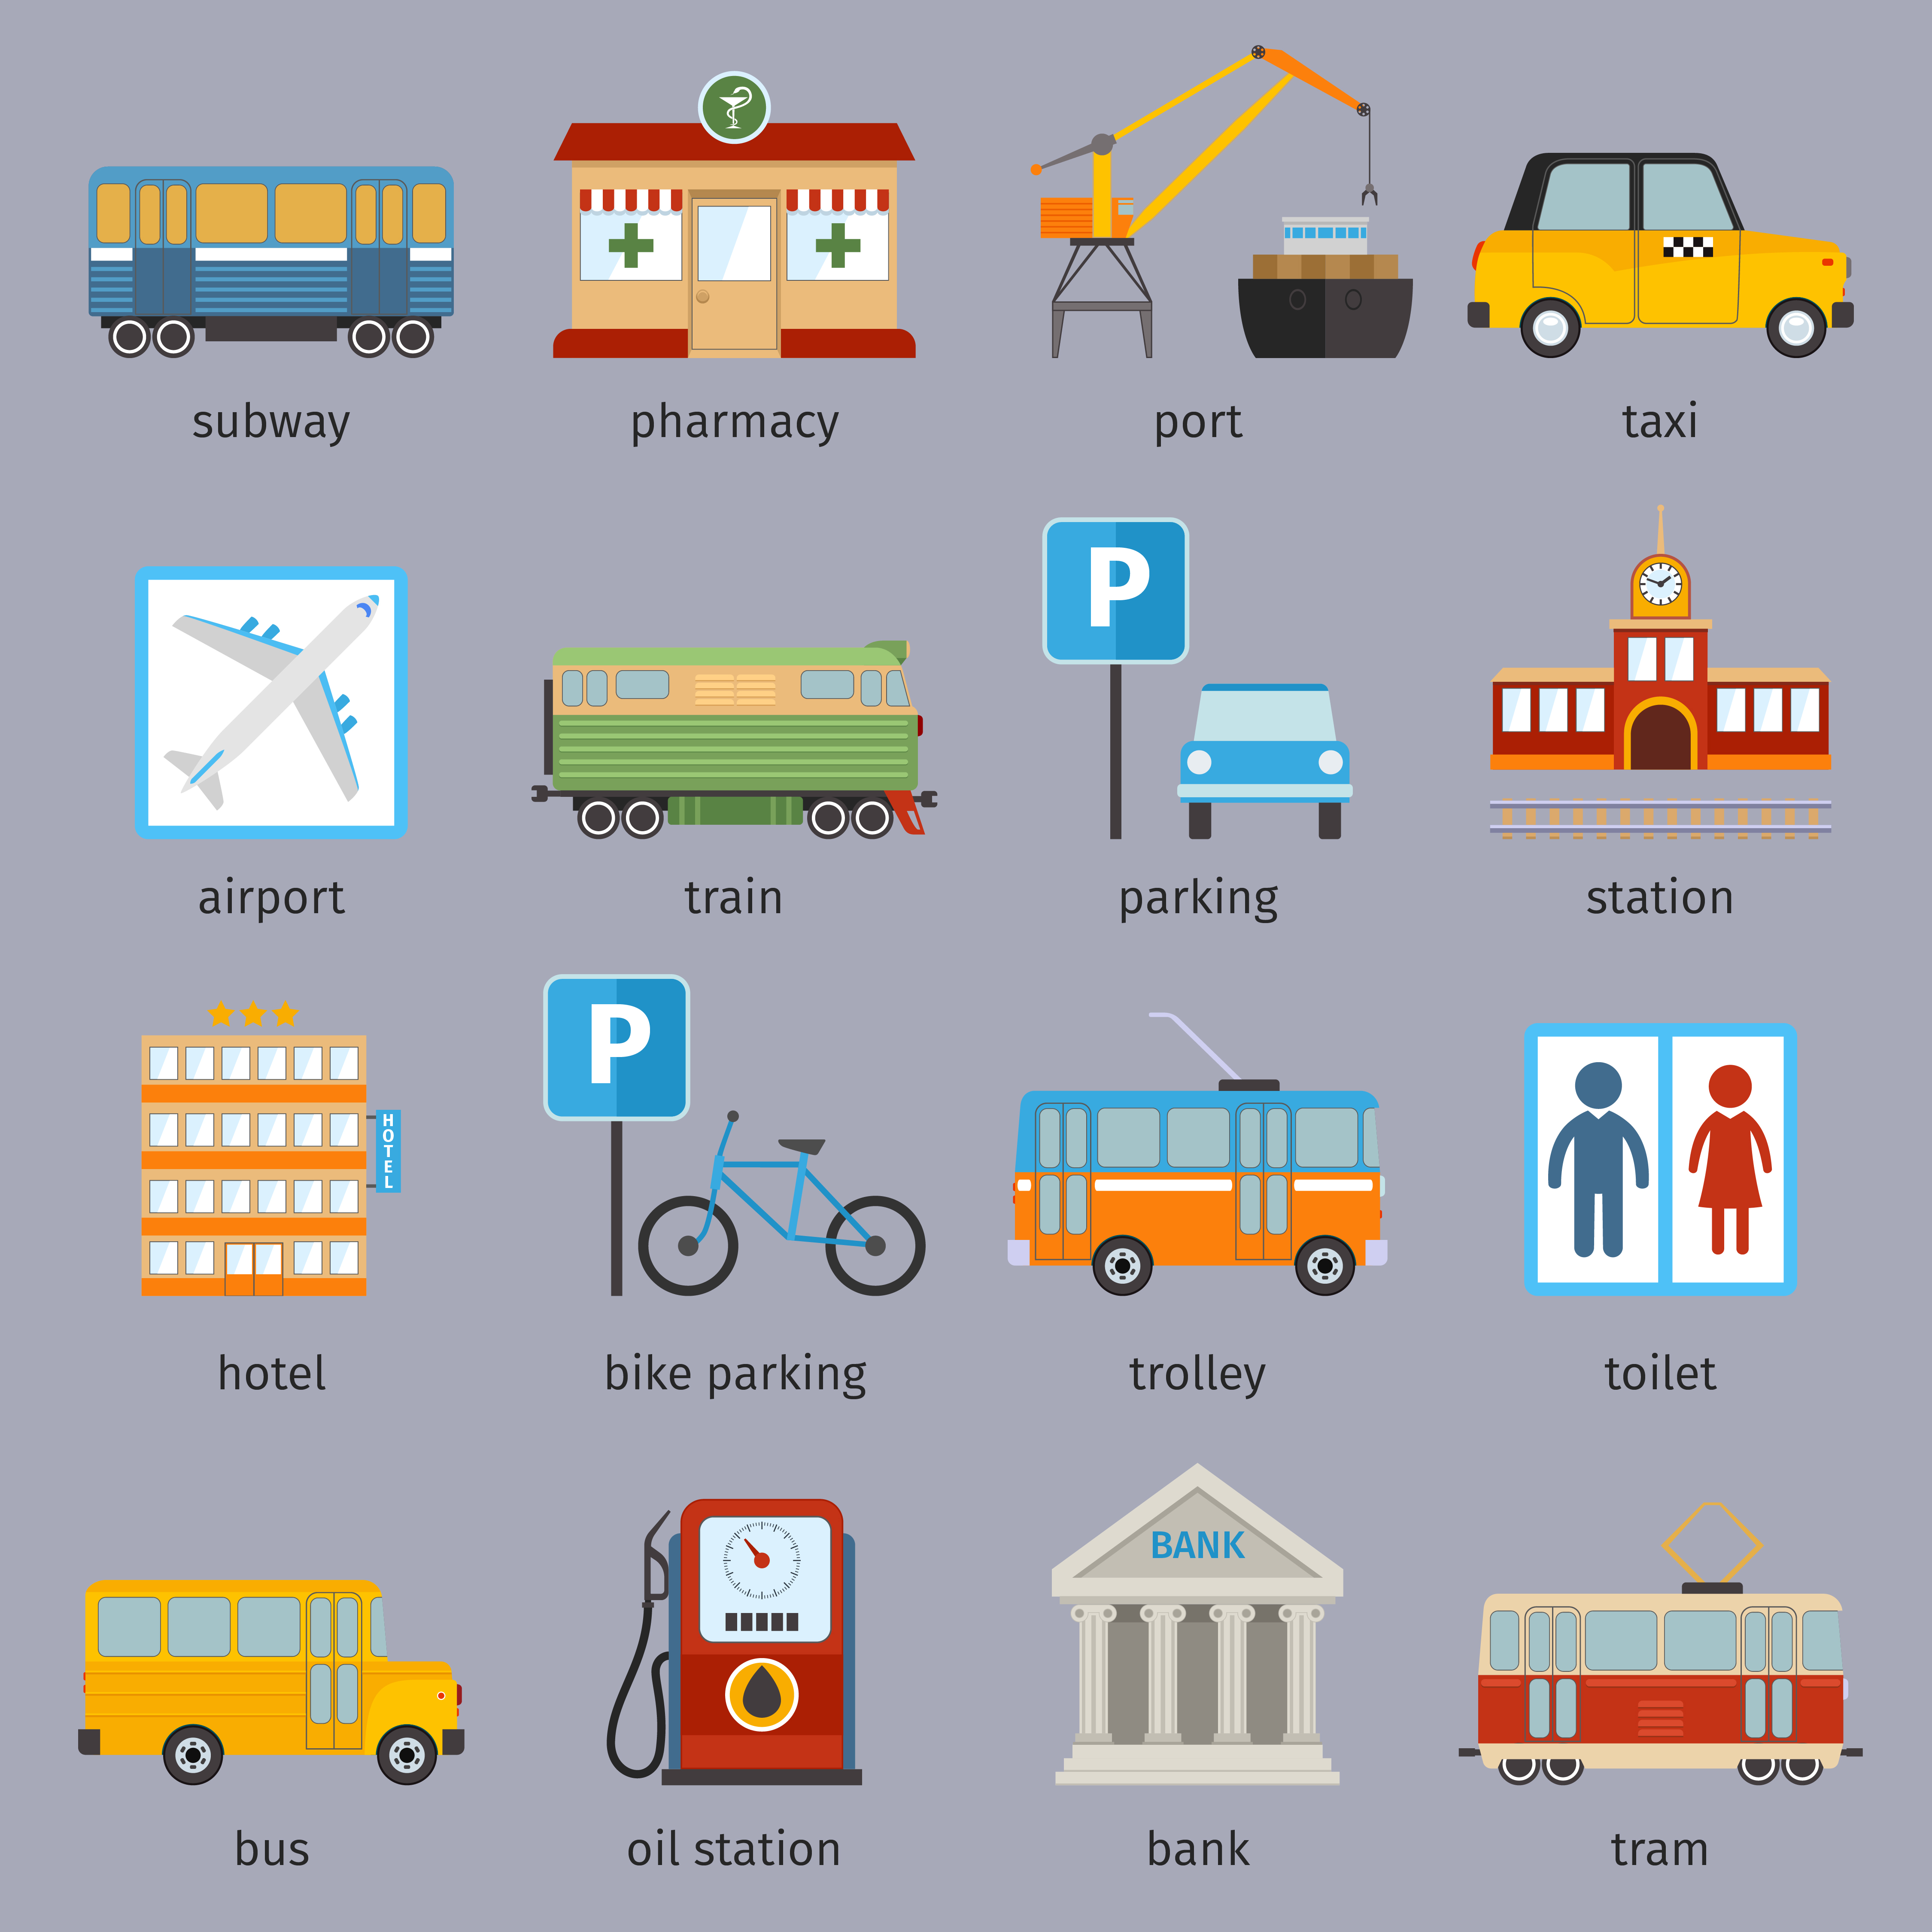 subway
pharmacy
port
taxi
P
airport
train
parking
station
HOTEL
P
hotel
bike parking
trolley
toilet
BANK
bus
oil station
bank
tram